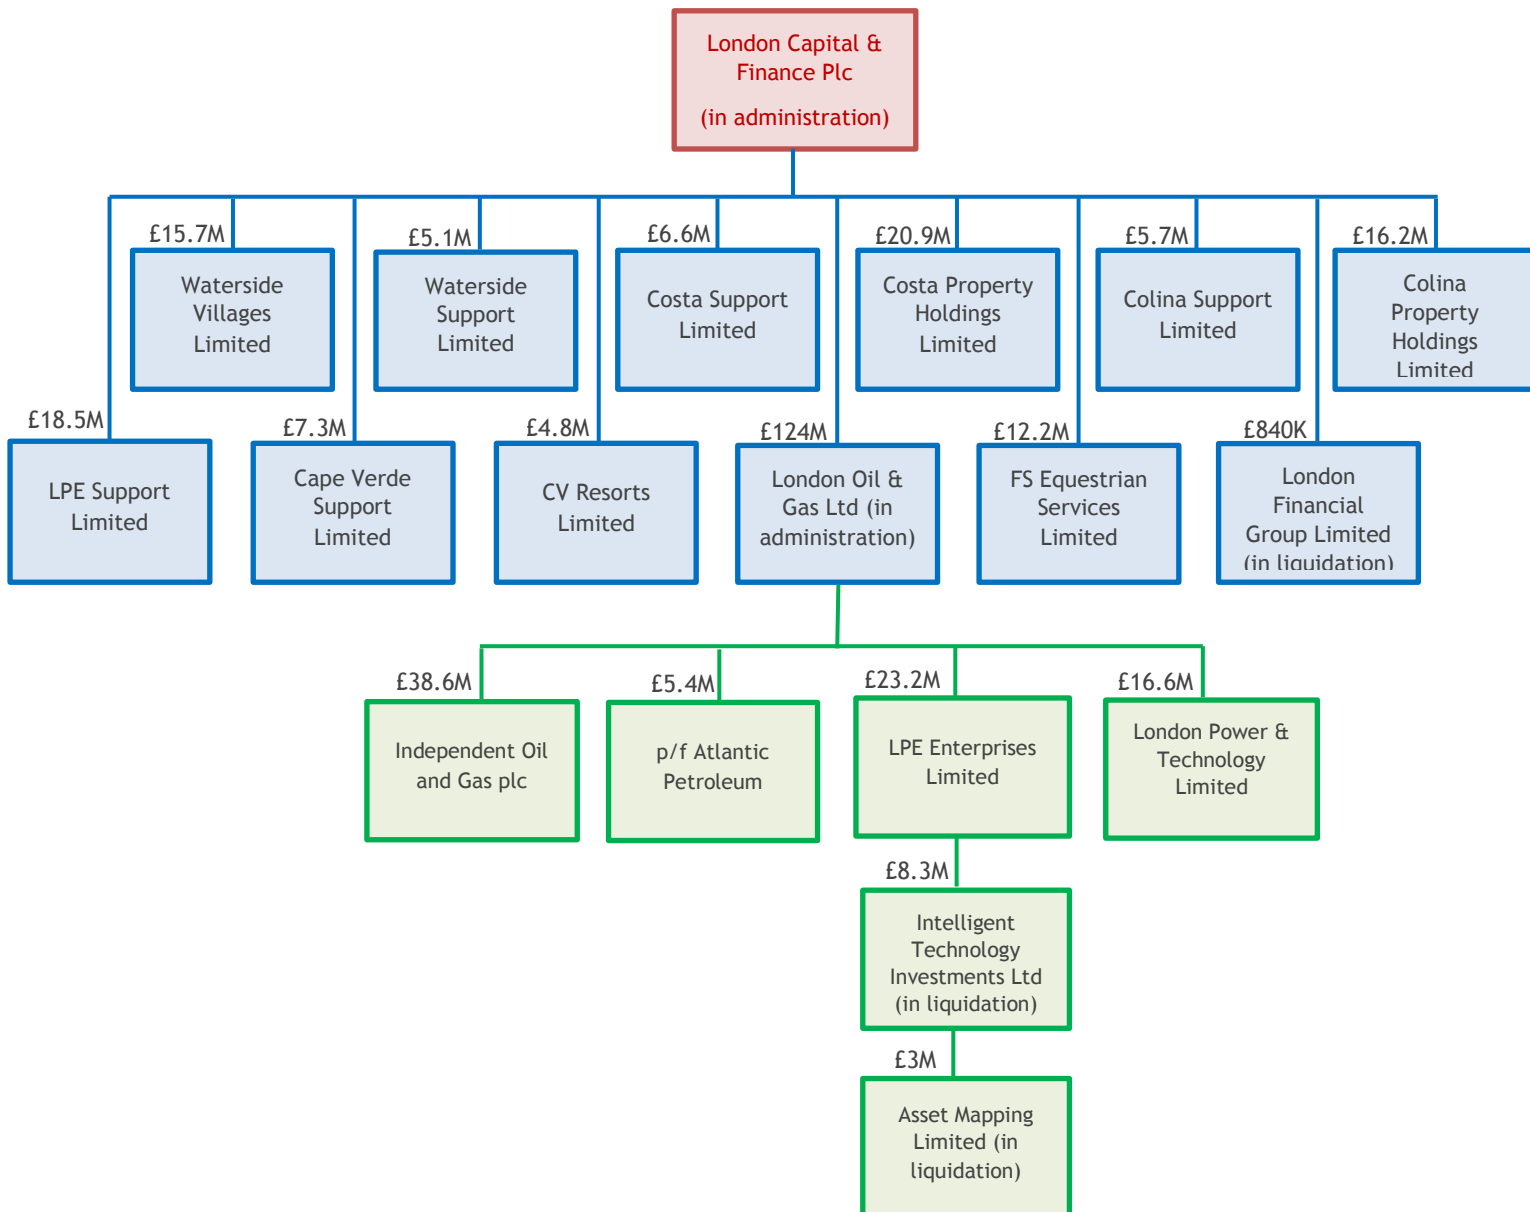 London Capital &
Finance Plc
(in administration)
£15.7M
£5.1M
£6.6M
£20.9M
£5.7M
£16.2M
Waterside
Villages
Limited
Waterside
Support
Limited
Costa Support
Limited
Costa Property
Holdings
Limited
Colina Support
Limited
Colina
Property
Holdings
Limited
£18.5M
£7.3M
£4.8M
£124M
£12.2M
£840K
LPE Support
Limited
Cape Verde
Support
Limited
CV Resorts
Limited
London Oil &
Gas Ltd (in
administration)
FS Equestrian
Services
Limited
London
Financial
Group Limited
(in liquidation)
£38.6M
£5.4M
£23.2M
£16.6M
Independent Oil
and Gas plc
p/f Atlantic
Petroleum
LPE Enterprises
Limited
London Power &
Technology
Limited
£8.3M
Intelligent
Technology
Investments Ltd
(in liquidation)
£3M
Asset Mapping
Limited (in
liquidation)